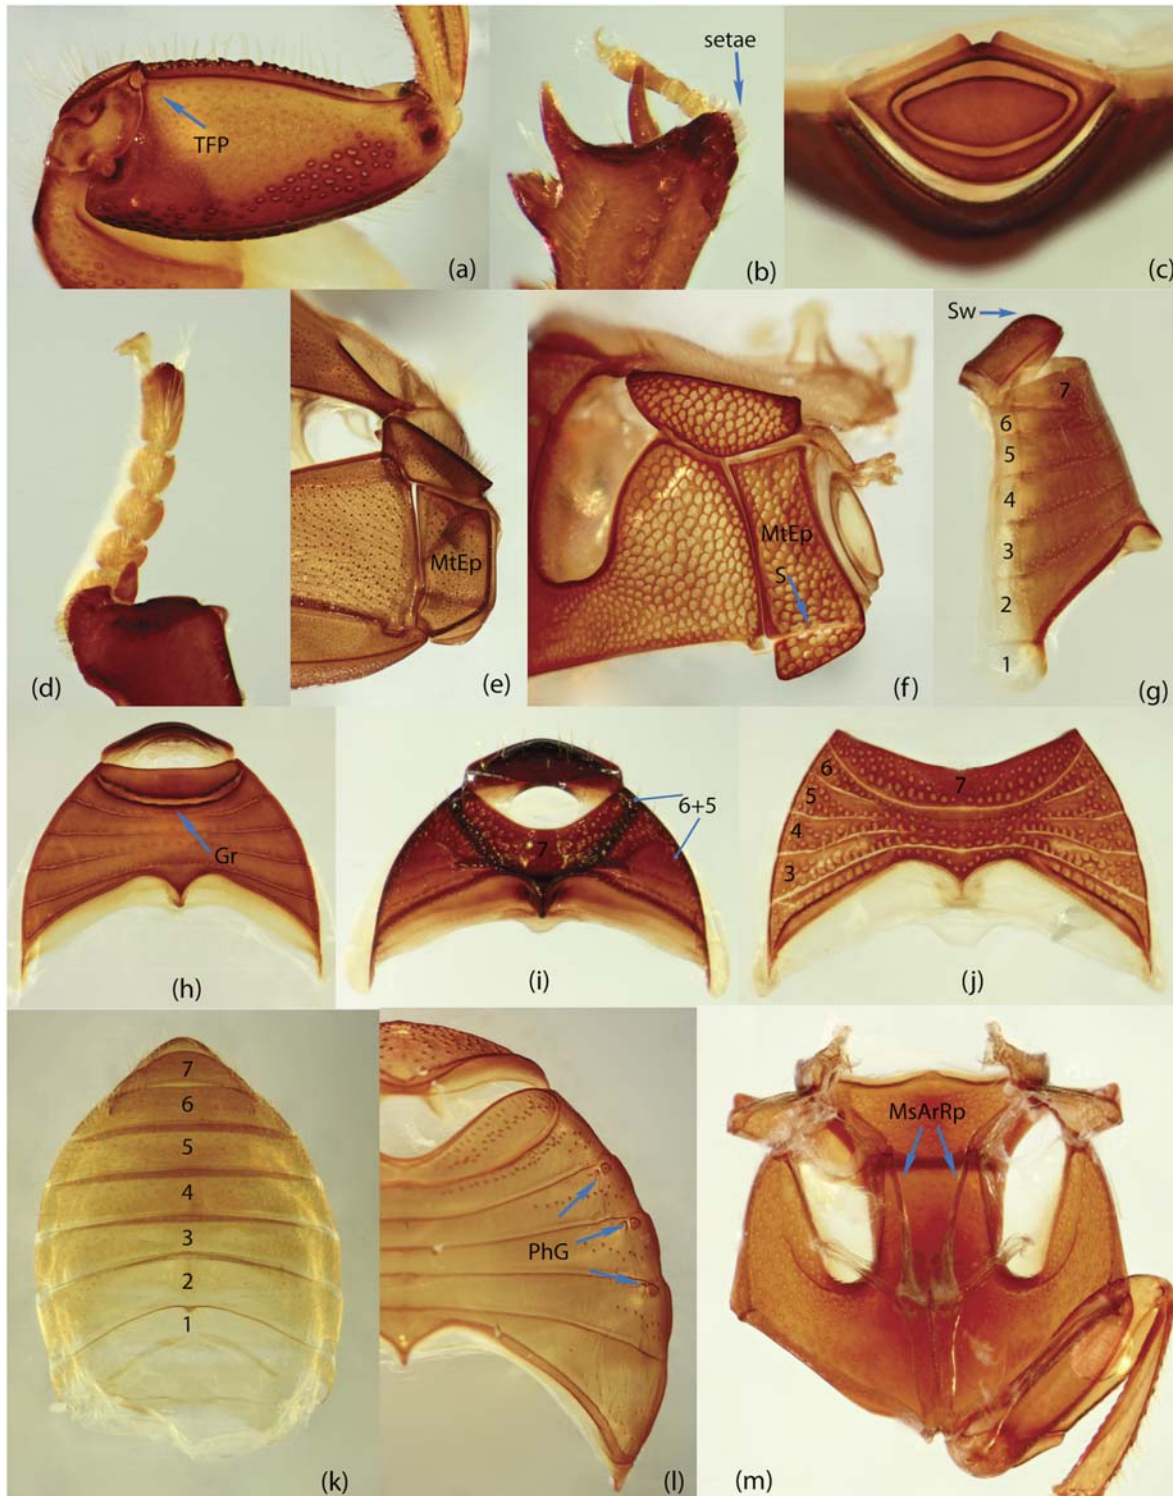 TFP
(a)
setae
(b)
(c)
(d)
MtEp
(e)
MtEp
S
(f)
Sw
7
6
5
4
3
2
1
(g)
Gr
(h)
6+5
7
(i)
6
7
5
4
3
(j)
7
6
5
4
3
2
1
(k)
PhG
(l)
MsArRp
(m)